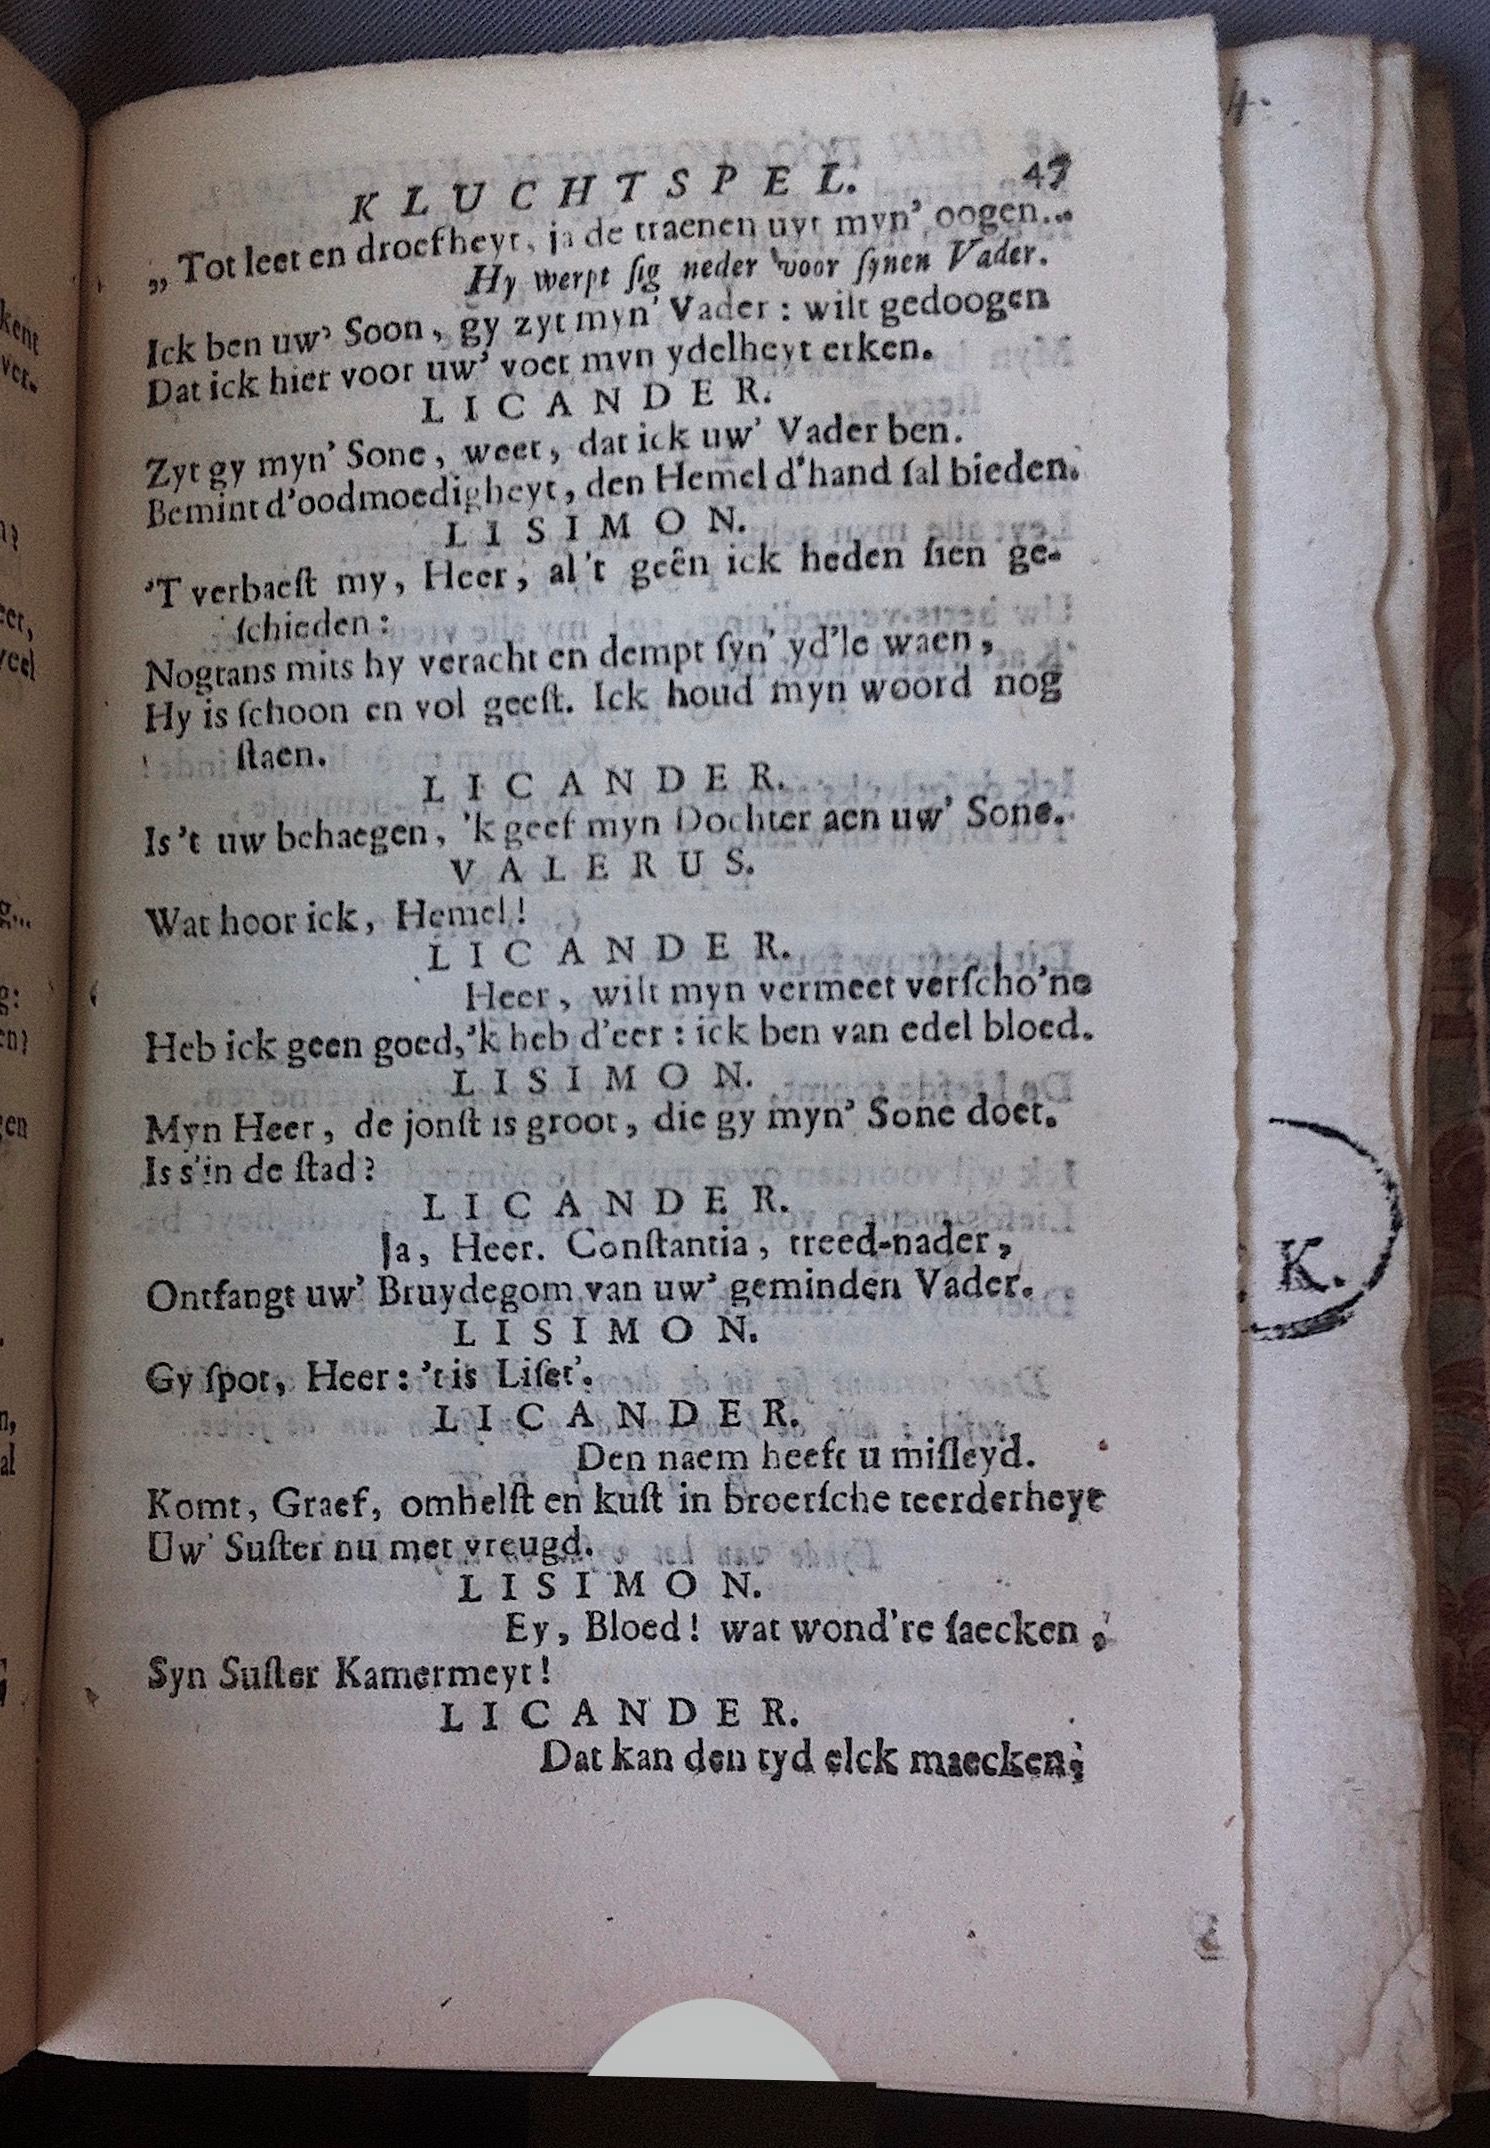 KLUCHTSPEL. 47
„ Tot leet en droefheyt, ja de traenen uyt myn' oogen...
Hy werpt ſig neder voor ſynen Vader.
Ick ben uw' Soon, gy zyt myn' Vader : wilt gedoogen
Dat ick hier voor uw' voet myn ydelheyt erken.
LICANDER.
Zyt gy myn' Sone, weet, dat ick uw' Vader ben.
Bemint d'oodmoedigheyt, den Hemel d'hand ſal bieden.
LISIMON.
'T verbaeſt my, Heer, al 't geên ick heden ſien ge-
ſchieden :
Nogtans mits hy veracht en dempt ſyn' yd'le waen,
Hy is ſchoon en vol geeſt. Ick houd myn woord nog
ſtaen.
LICANDER.
Is 't uw behaegen, 'k geef myn Dochter aen uw' Sone.
VALERUS.
Wat hoor ick, Hemel!
LICANDER.
Heer, wilt myn vermeet verſcho'ne
Heb ick geen goed, 'k heb d'eer : ick ben van edel bloed.
LISIMON.
Myn Heer, de jonſt is groot, die gy myn' Sone doet.
Is s'in de ſtad?
LICANDER.
Ja, Heer. Conſtantia, treed-nader,
Ontfangt uw' Bruydegom van uw' geminden Vader.
LISIMON.
Gy ſpot, Heer : 't is Liſet'.
LICANDER.
Den naem heeft u miſleyd.
Komt, Graef, omhelſt en kuſt in broerſche teerderheyt
Uw' Suſter nu met vreugd.
LISIMON.
Ey, Bloed! wat wond're ſaecken,
Syn Suſter Kamermeyt!
LICANDER.
Dat kan den tyd elck maecken;
K.